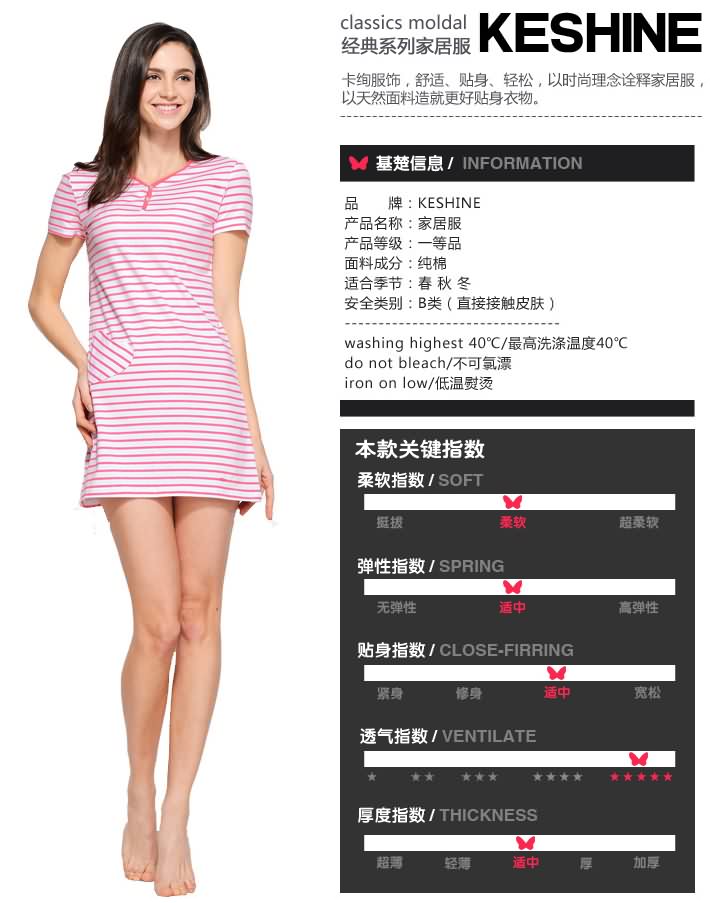 classics moldal
经典系列家居服
KESHINE
卡绚服饰，舒适、贴身、轻松，以时尚理念诠释家居服，
以天然面料造就更好贴身衣物。
基楚信息 / INFORMATION
品 牌：KESHINE
产品名称：家居服
产品等级：一等品
面料成分：纯棉
适合季节：春 秋 冬
安全类别：B类（直接接触皮肤）
washing highest 40℃/最高洗涤温度40℃
do not bleach/不可氯漂
iron on low/低温熨烫
本款关键指数
柔软指数 / SOFT
挺拔 柔软 超柔软
弹性指数 / SPRING
无弹性 适中 高弹性
贴身指数 / CLOSE-FIRRING
紧身 修身 适中 宽松
透气指数 / VENTILATE
★ ★★ ★★★ ★★★★ ★★★★★
厚度指数 / THICKNESS
超薄 轻薄 适中 厚 加厚